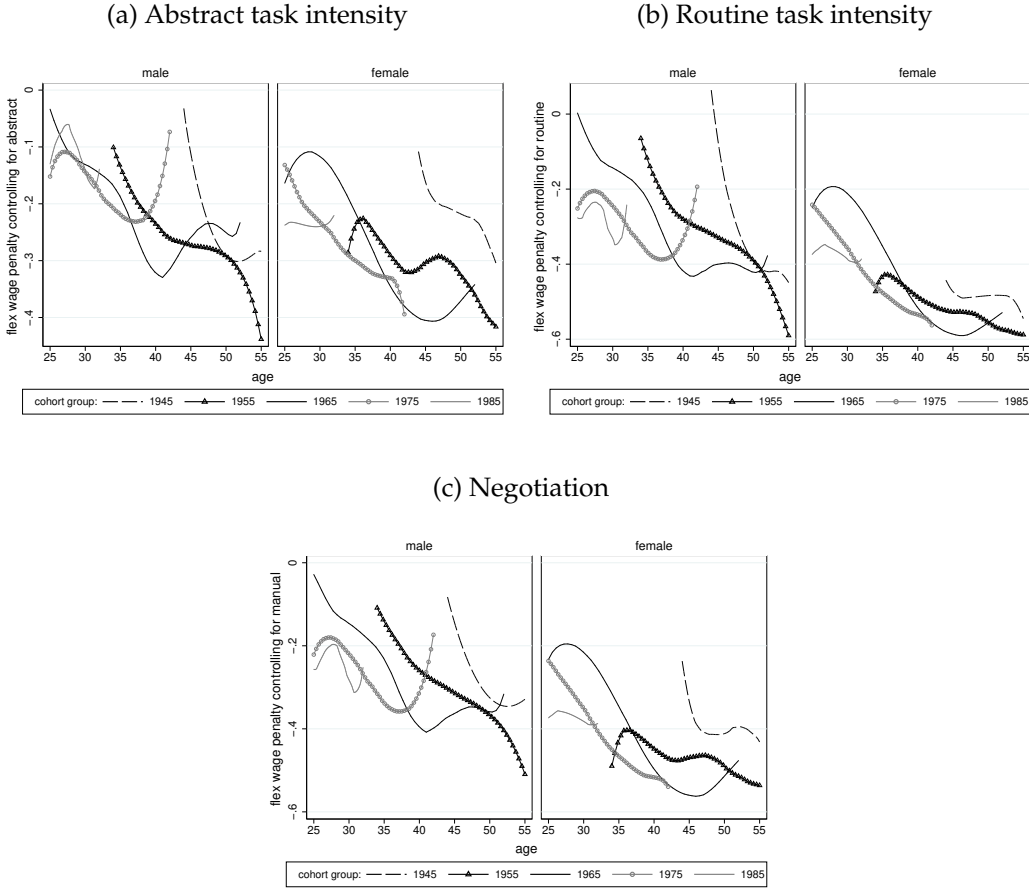 (a) Abstract task intensity
male female
flex wage penalty controlling for abstract
0
-.1
-.2
-.3
-.4
25 30 35 40 45 50 55 25 30 35 40 45 50 55
age
cohort group: 1945 1955 1965 1975 1985
(b) Routine task intensity
male female
flex wage penalty controlling for routine
0
-.2
-.4
-.6
25 30 35 40 45 50 55 25 30 35 40 45 50 55
age
cohort group: 1945 1955 1965 1975 1985
(c) Negotiation
male female
flex wage penalty controlling for manual
0
-.2
-.4
-.6
25 30 35 40 45 50 55 25 30 35 40 45 50 55
age
cohort group: 1945 1955 1965 1975 1985